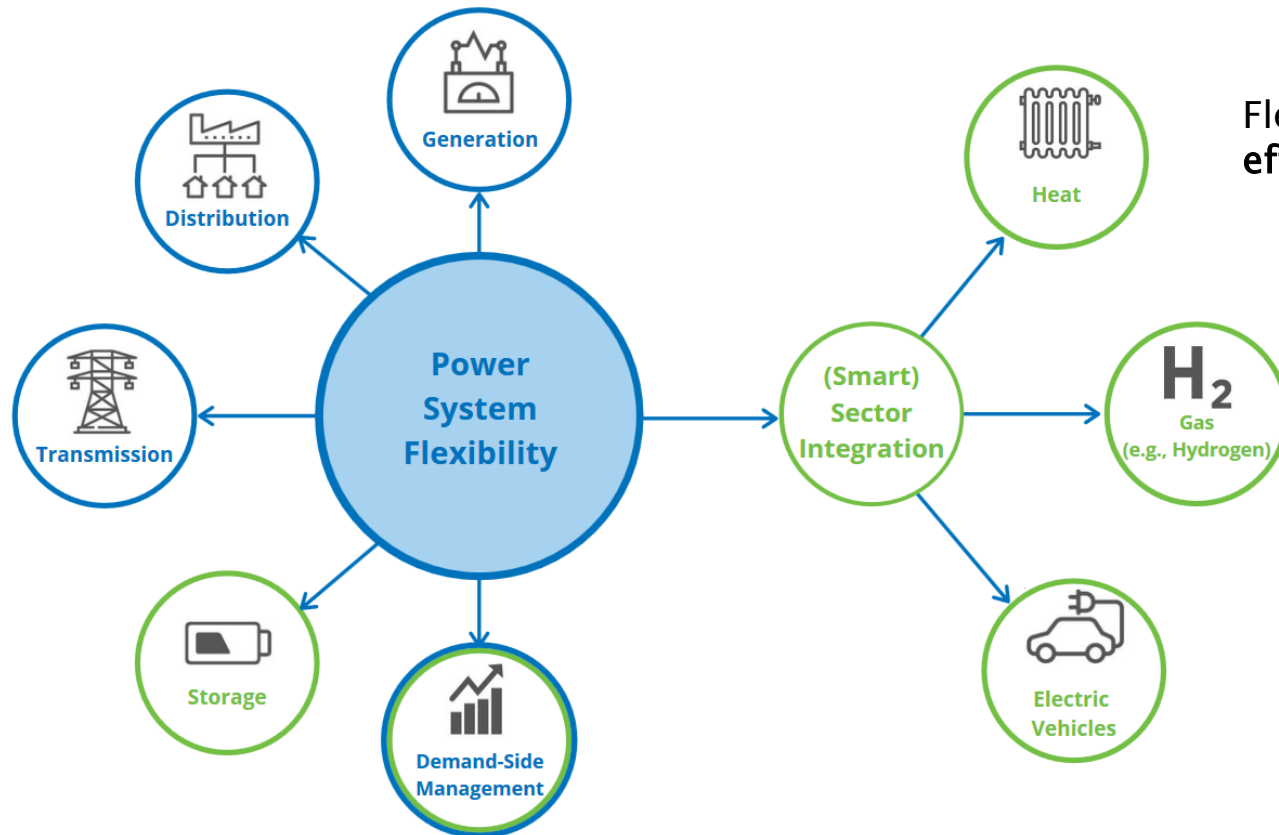 Generation
Distribution
Transmission
Storage
Demand-Side
Management
Power
System
Flexibility
(Smart)
Sector
Integration
Heat
H₂
Gas
(e.g., Hydrogen)
Electric
Vehicles